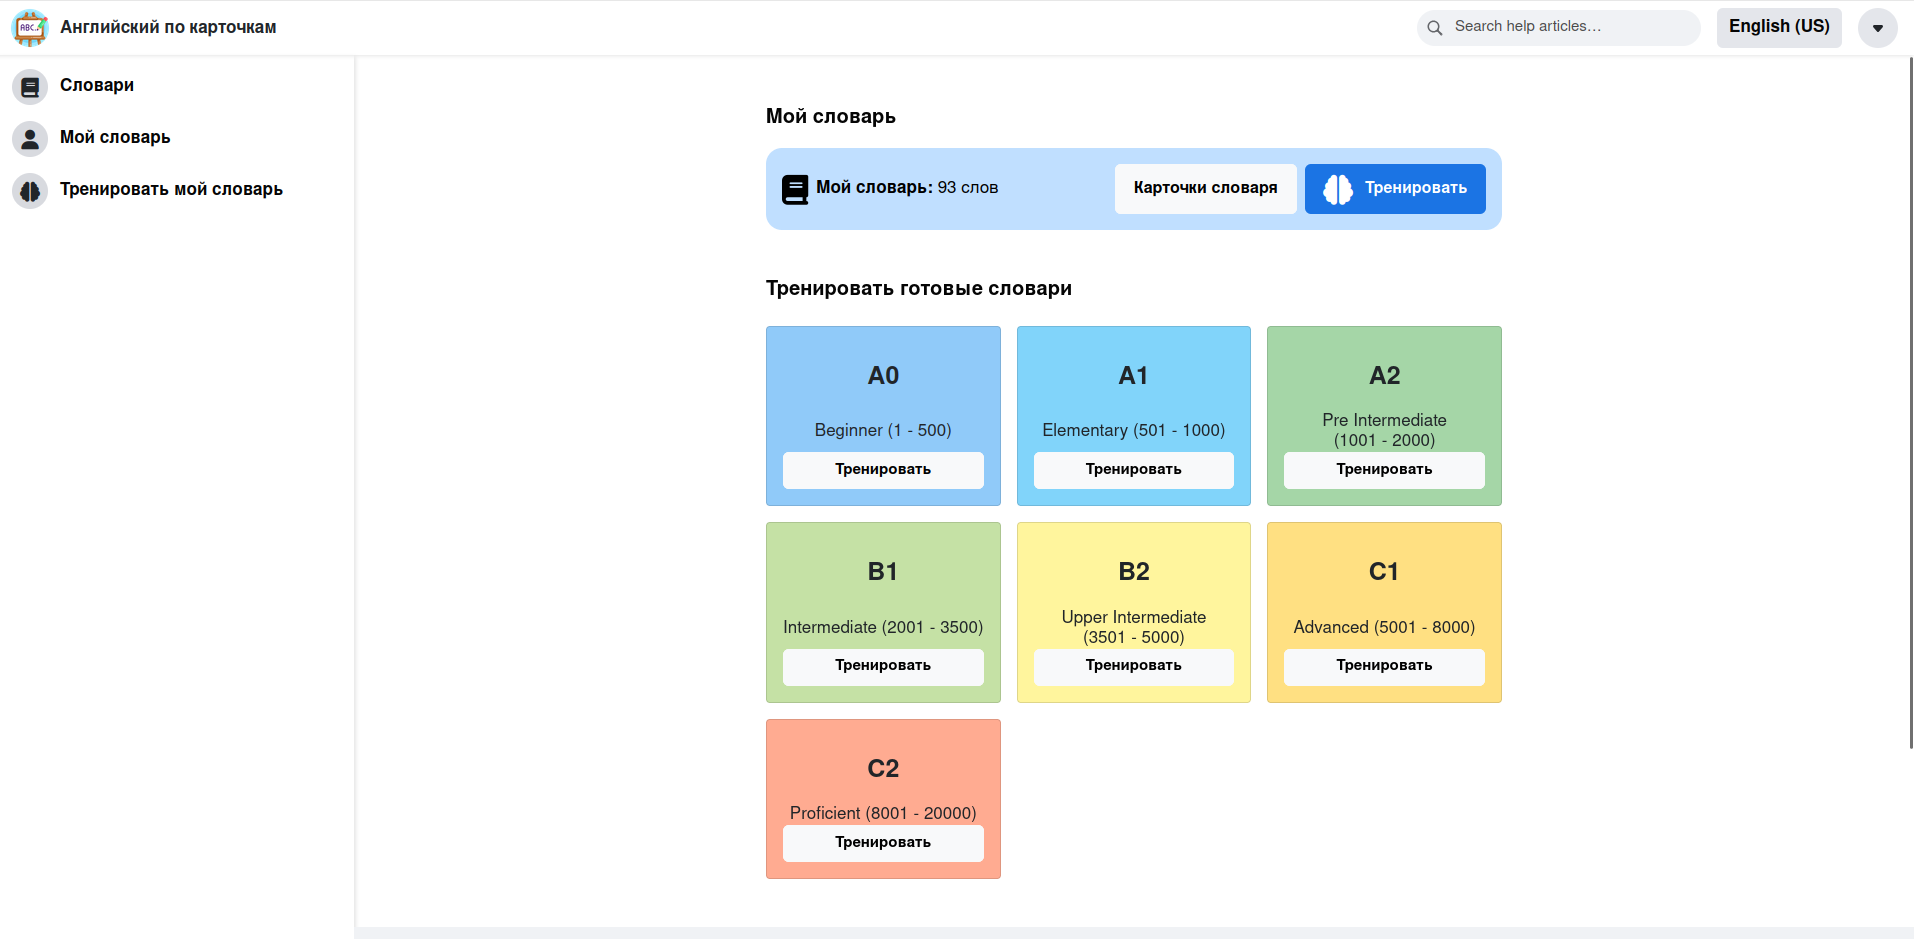 Английский по карточкам
Search help articles...
English (US)
Словари
Мой словарь
Тренировать мой словарь
Мой словарь
Мой словарь: 93 слов
Карточки словаря
Тренировать
Тренировать готовые словари
A0
Beginner (1 - 500)
Тренировать
A1
Elementary (501 - 1000)
Тренировать
A2
Pre Intermediate
(1001 - 2000)
Тренировать
B1
Intermediate (2001 - 3500)
Тренировать
B2
Upper Intermediate
(3501 - 5000)
Тренировать
C1
Advanced (5001 - 8000)
Тренировать
C2
Proficient (8001 - 20000)
Тренировать